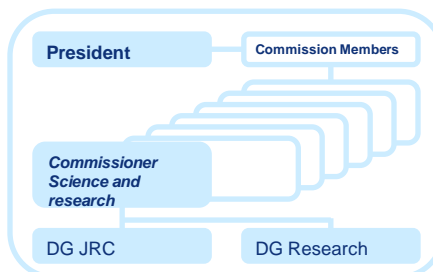 President
Commission Members
Commissioner
Science and
research
DG JRC
DG Research